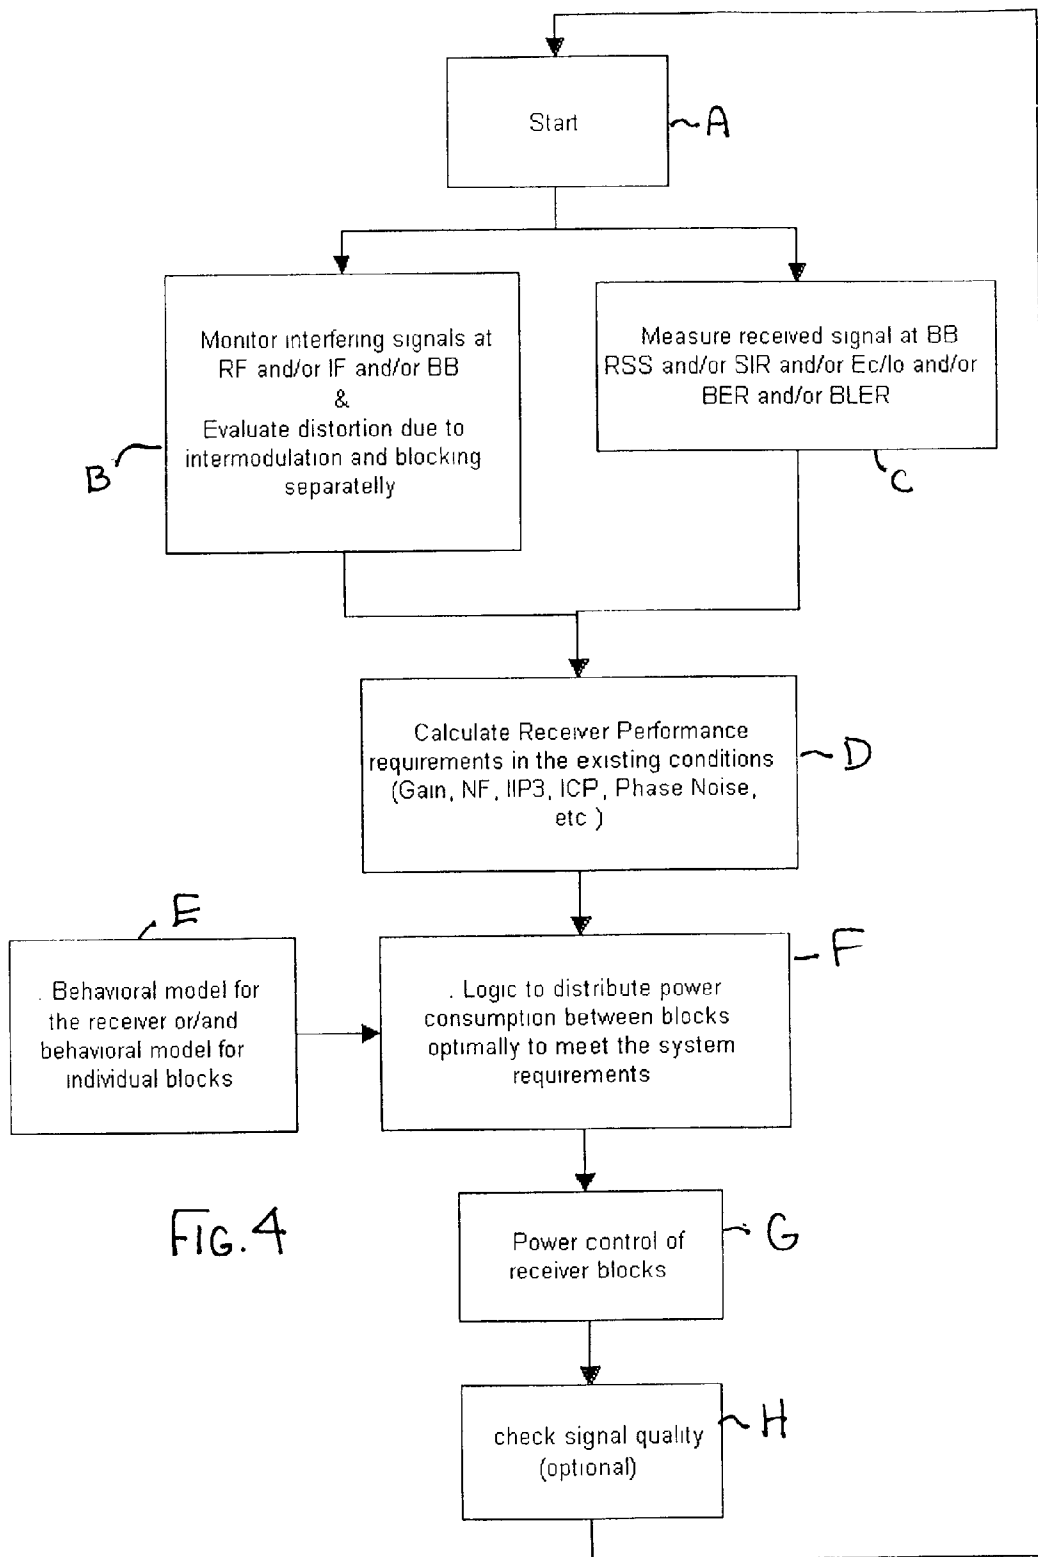 Start
A
Monitor interfering signals at
RF and/or IF and/or BB
&
Evaluate distortion due to
intermodulation and blocking
separatelly
B
Measure received signal at BB
RSS and/or SIR and/or Ec/Io and/or
BER and/or BLER
C
Calculate Receiver Performance
requirements in the existing conditions
(Gain, NF, IIP3, ICP, Phase Noise,
etc )
D
E
. Behavioral model for
the receiver or/and
behavioral model for
individual blocks
. Logic to distribute power
consumption between blocks
optimally to meet the system
requirements
F
Power control of
receiver blocks
G
FIG. 4
check signal quality
(optional)
H